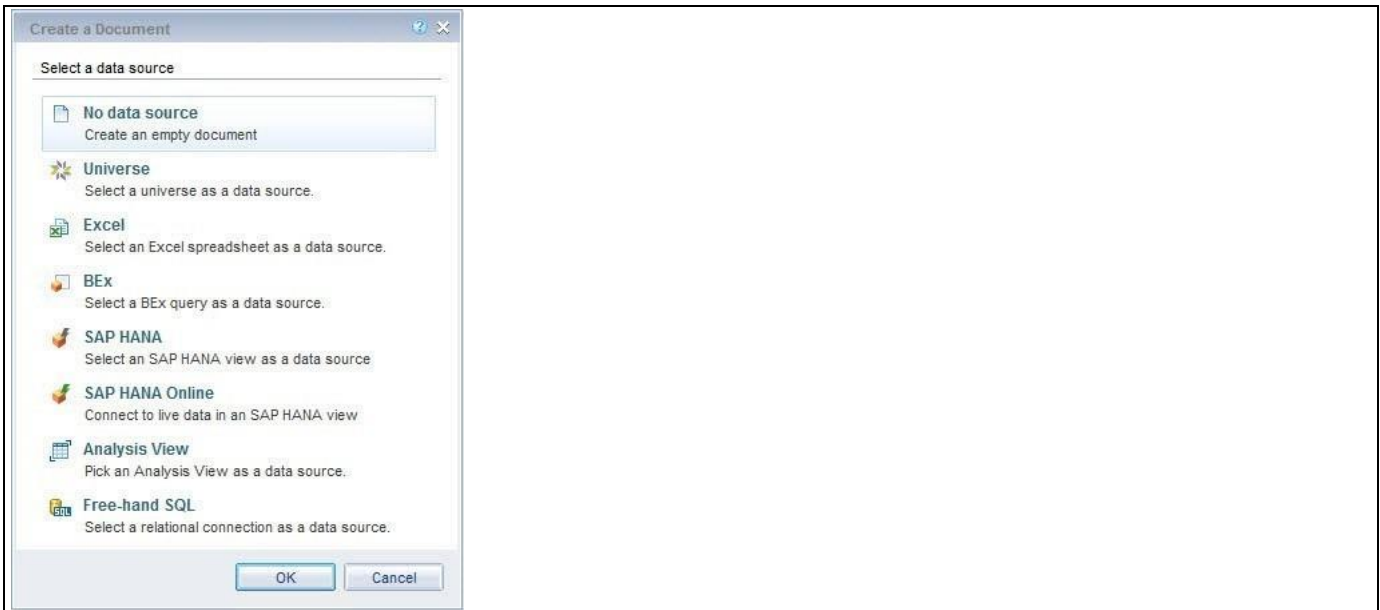 Create a Document
Select a data source
No data source
Create an empty document
Universe
Select a universe as a data source.
Excel
Select an Excel spreadsheet as a data source.
BEx
Select a BEx query as a data source.
SAP HANA
Select an SAP HANA view as a data source
SAP HANA Online
Connect to live data in an SAP HANA view
Analysis View
Pick an Analysis View as a data source.
SQL
Free-hand SQL
Select a relational connection as a data source.
OK Cancel